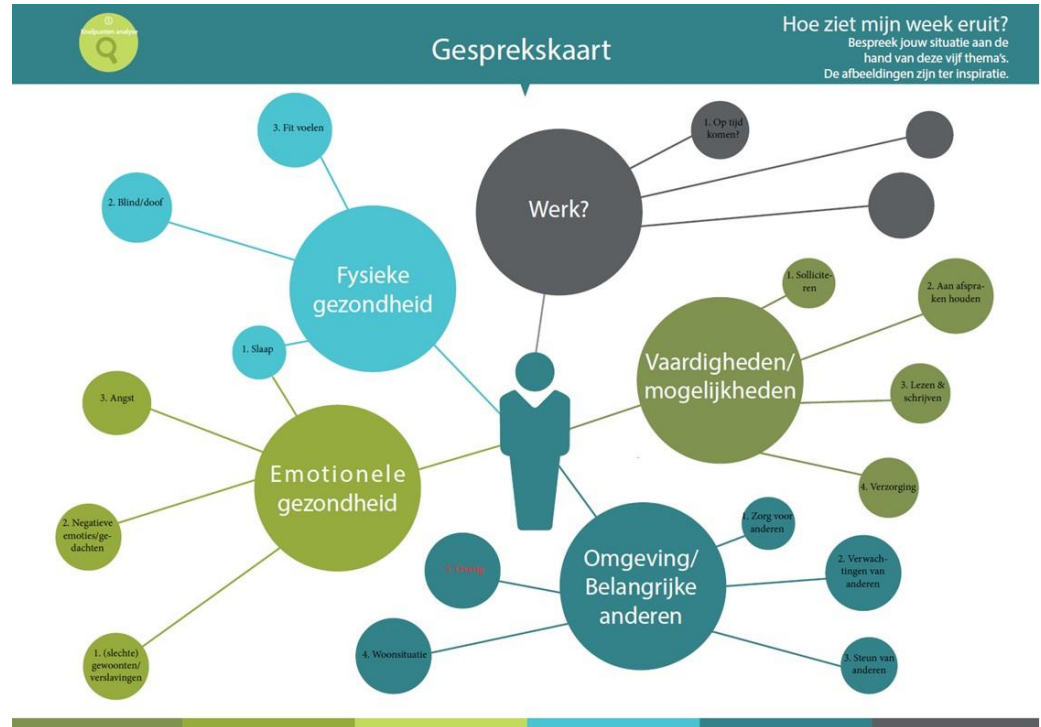 ①
Knelpunten analyse
Gesprekskaart
Hoe ziet mijn week eruit?
Bespreek jouw situatie aan de
hand van deze vijf thema's.
De afbeeldingen zijn ter inspiratie.
3. Fit voelen
2. Blind/doof
Fysieke
gezondheid
1. Slaap
Werk?
1. Op tijd
komen?
Vaardigheden/
mogelijkheden
1. Sollicite-
ren
2. Aan afspra-
ken houden
3. Lezen &
schrijven
4. Verzorging
3. Angst
Emotionele
gezondheid
2. Negatieve
emoties/ge-
dachten
1. (slechte)
gewoonten/
verslavingen
Omgeving/
Belangrijke
anderen
1. Zorg voor
anderen
2. Verwach-
tingen van
anderen
3. Steun van
anderen
4. Woonsituatie
5. Overig